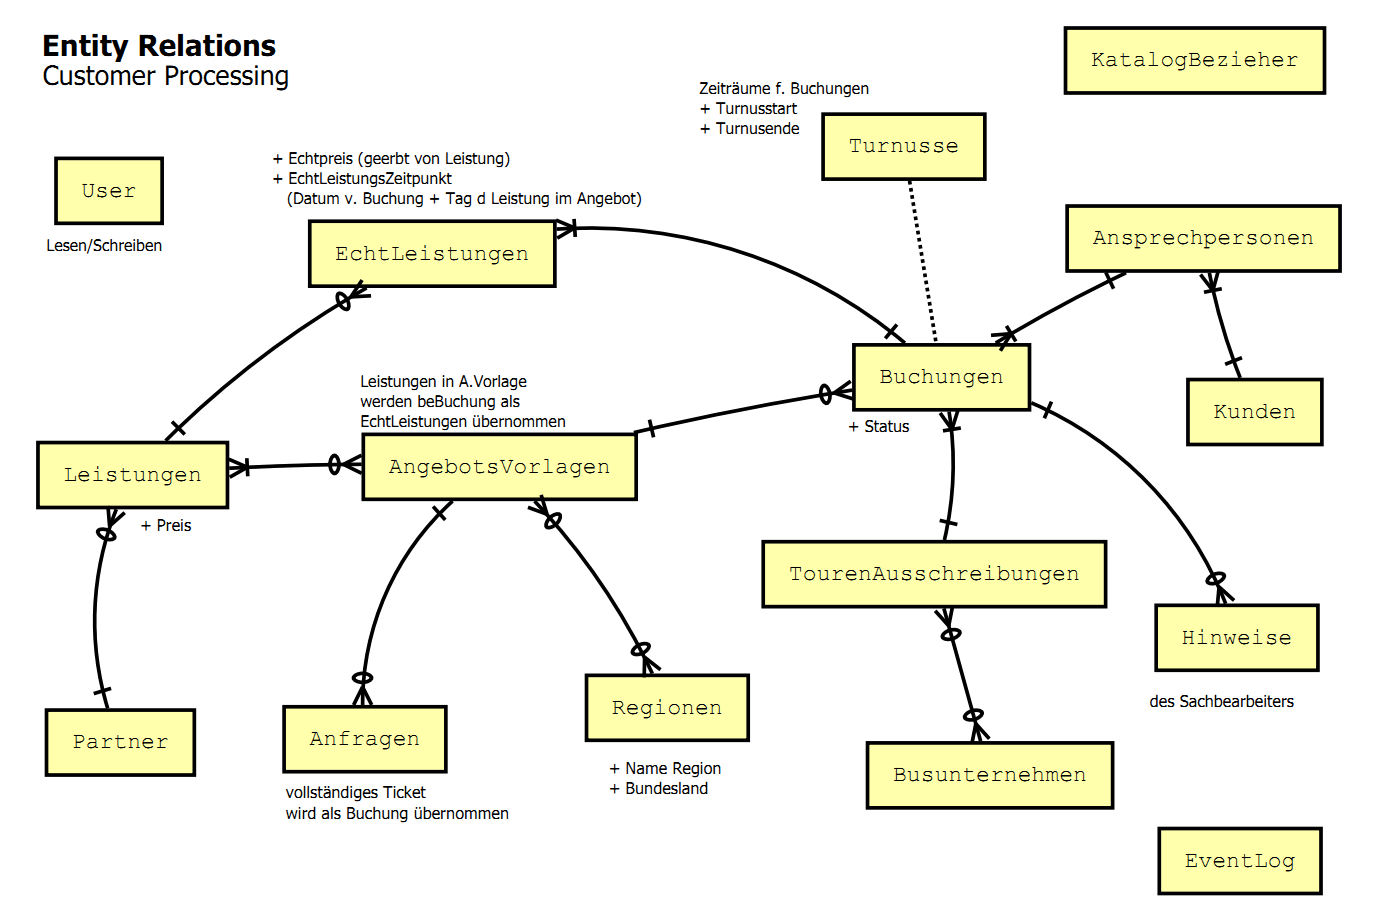 Entity Relations
Customer Processing
KatalogBezieher
Zeiträume f. Buchungen
+ Turnusstart
+ Turnusende
Turnusse
+ Echtpreis (geerbt von Leistung)
+ EchtLeistungsZeitpunkt
(Datum v. Buchung + Tag d Leistung im Angebot)
User
Lesen/Schreiben
EchtLeistungen
Ansprechpersonen
Leistungen in A.Vorlage
werden beBuchung als
EchtLeistungen übernommen
Buchungen
+ Status
Kunden
Leistungen
+ Preis
AngebotsVorlagen
TourenAusschreibungen
Hinweise
des Sachbearbeiters
Partner
Anfragen
vollständiges Ticket
wird als Buchung übernommen
Regionen
+ Name Region
+ Bundesland
Busunternehmen
EventLog